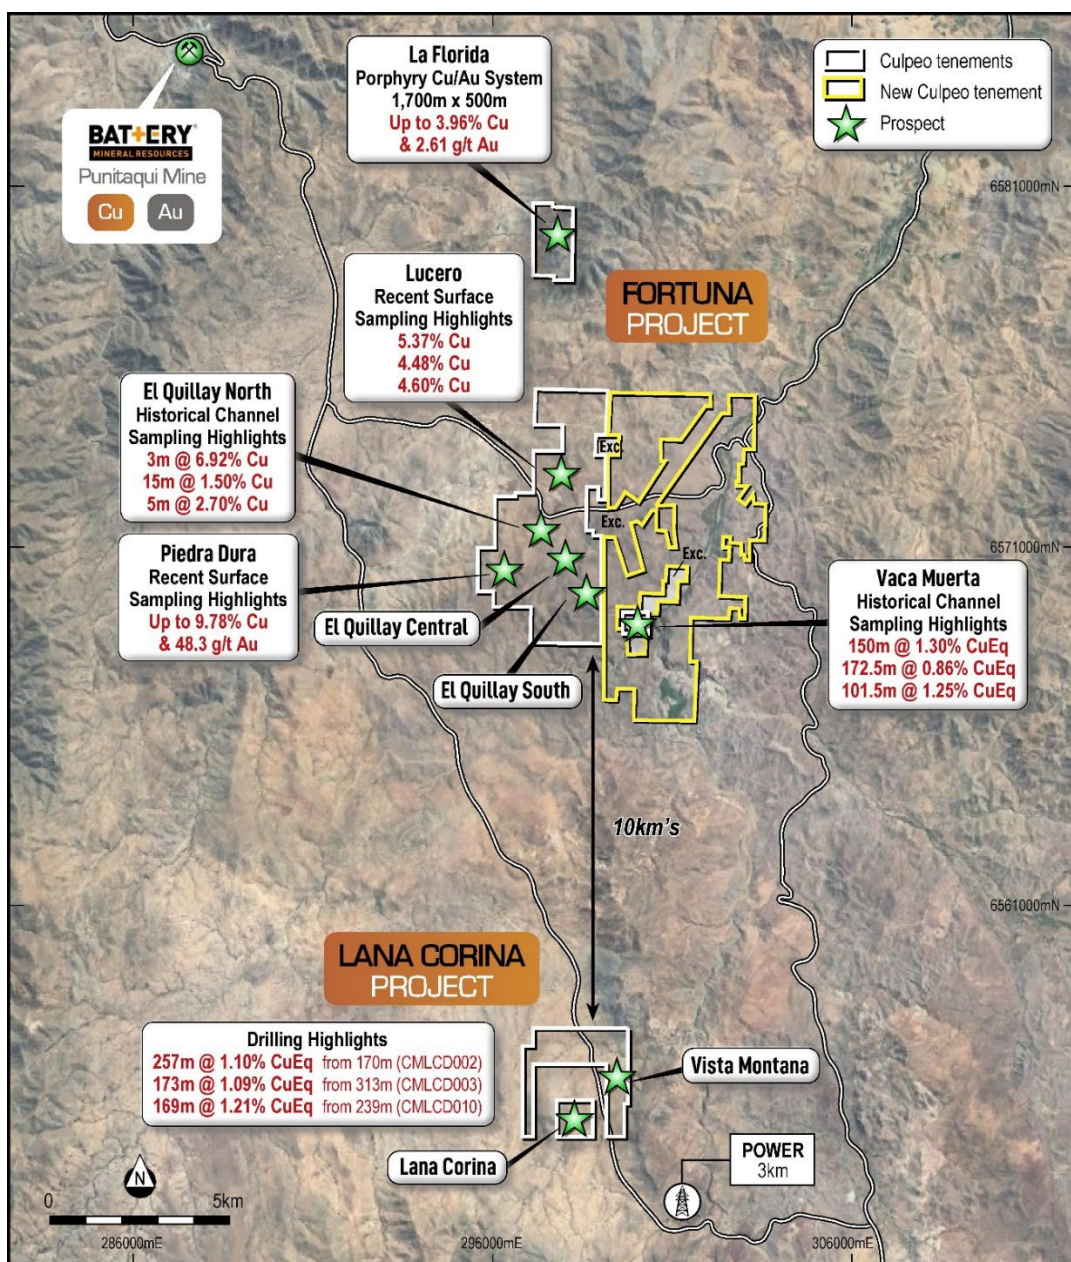 La Florida
Porphyry Cu/Au System
1,700m x 500m
Up to 3.96% Cu
& 2.61 g/t Au
Culpeo tenements
New Culpeo tenement
Prospect
BATTERY
MINERAL RESOURCES
Punitaqui Mine
Cu
Au
6581000mN
Lucero
Recent Surface
Sampling Highlights
5.37% Cu
4.48% Cu
4.60% Cu
FORTUNA
PROJECT
El Quillay North
Historical Channel
Sampling Highlights
3m @ 6.92% Cu
15m @ 1.50% Cu
5m @ 2.70% Cu
Exc.
Exc.
Exc.
6571000mN
Piedra Dura
Recent Surface
Sampling Highlights
Up to 9.78% Cu
& 48.3 g/t Au
El Quillay Central
El Quillay South
Vaca Muerta
Historical Channel
Sampling Highlights
150m @ 1.30% CuEq
172.5m @ 0.86% CuEq
101.5m @ 1.25% CuEq
10km's
6561000mN
LANA CORINA
PROJECT
Drilling Highlights
257m @ 1.10% CuEq from 170m (CMLCD002)
173m @ 1.09% CuEq from 313m (CMLCD003)
169m @ 1.21% CuEq from 239m (CMLCD010)
Vista Montana
Lana Corina
POWER
3km
N
0
5km
286000mE
296000mE
306000mE